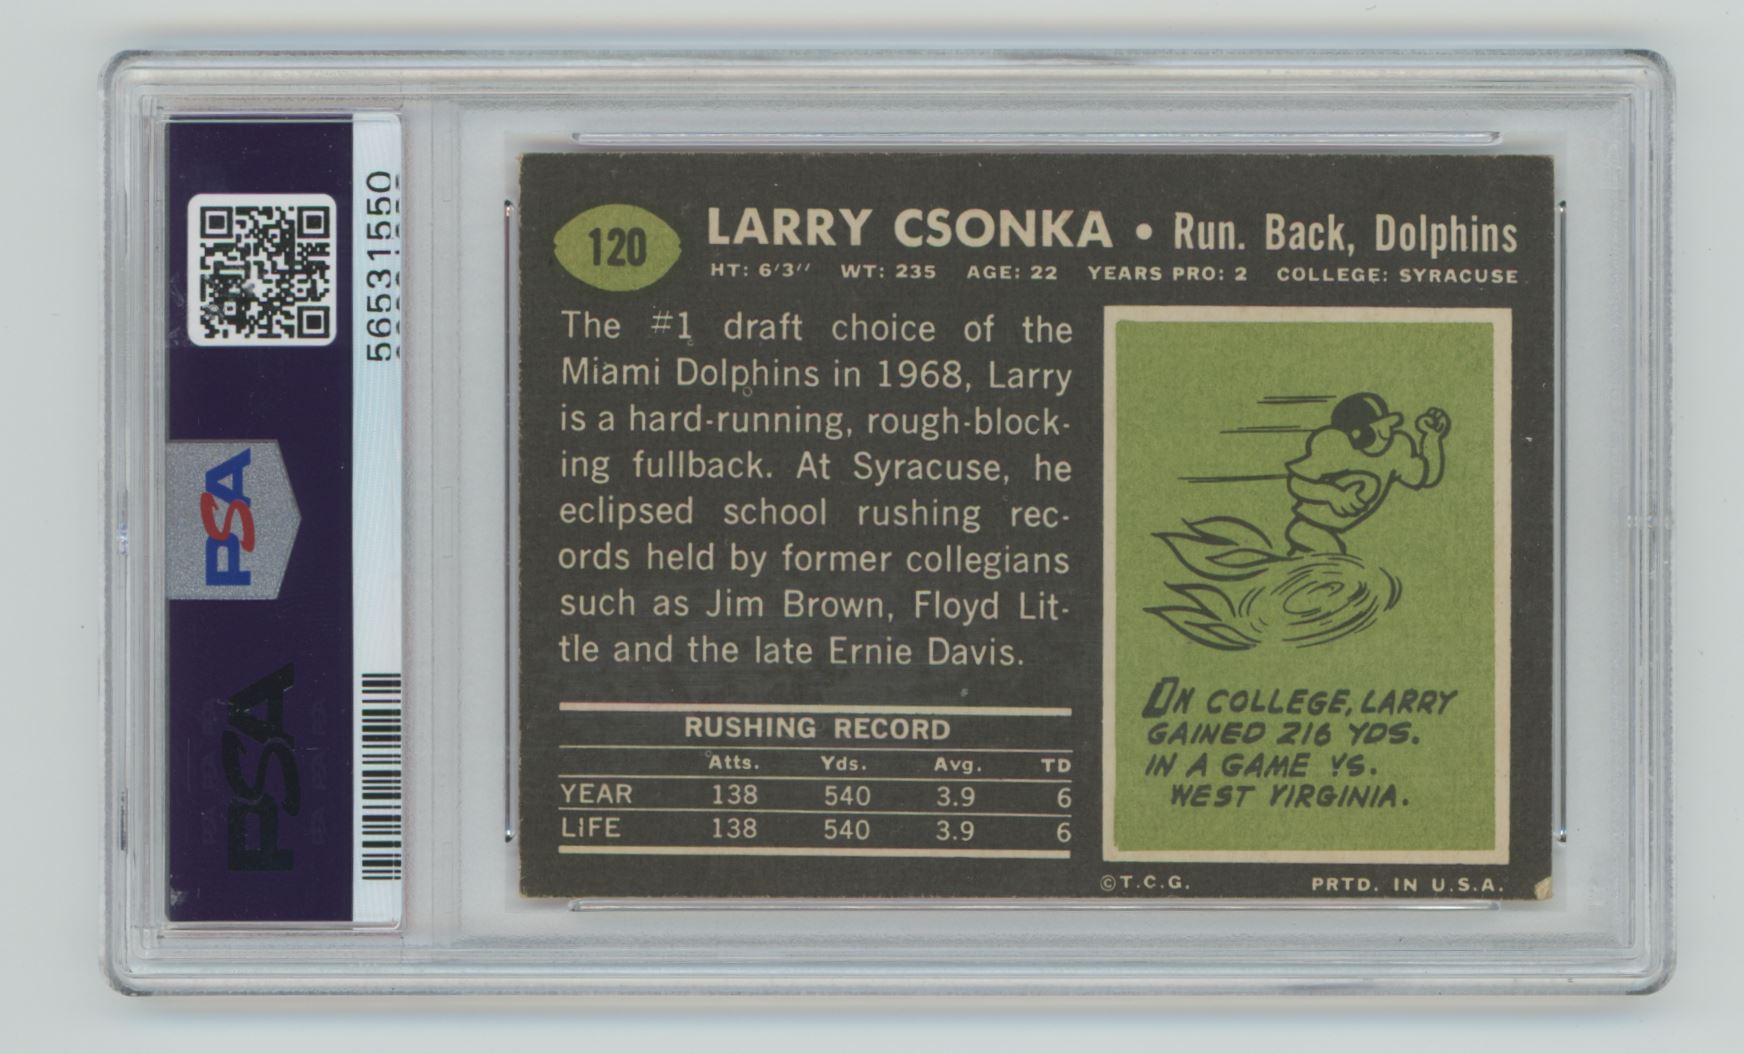 56531550
PSA
PSA
120
LARRY CSONKA • Run. Back, Dolphins
HT: 6'3'' WT: 235 AGE: 22 YEARS PRO: 2 COLLEGE: SYRACUSE
The #1 draft choice of the
Miami Dolphins in 1968, Larry
is a hard-running, rough-block-
ing fullback. At Syracuse, he
eclipsed school rushing rec-
ords held by former collegians
such as Jim Brown, Floyd Lit-
tle and the late Ernie Davis.
RUSHING RECORD
Atts. Yds. Avg. TD
YEAR 138 540 3.9 6
LIFE 138 540 3.9 6
IN COLLEGE, LARRY
GAINED 216 YDS.
IN A GAME VS.
WEST VIRGINIA.
©T.C.G. PRTD. IN U.S.A.